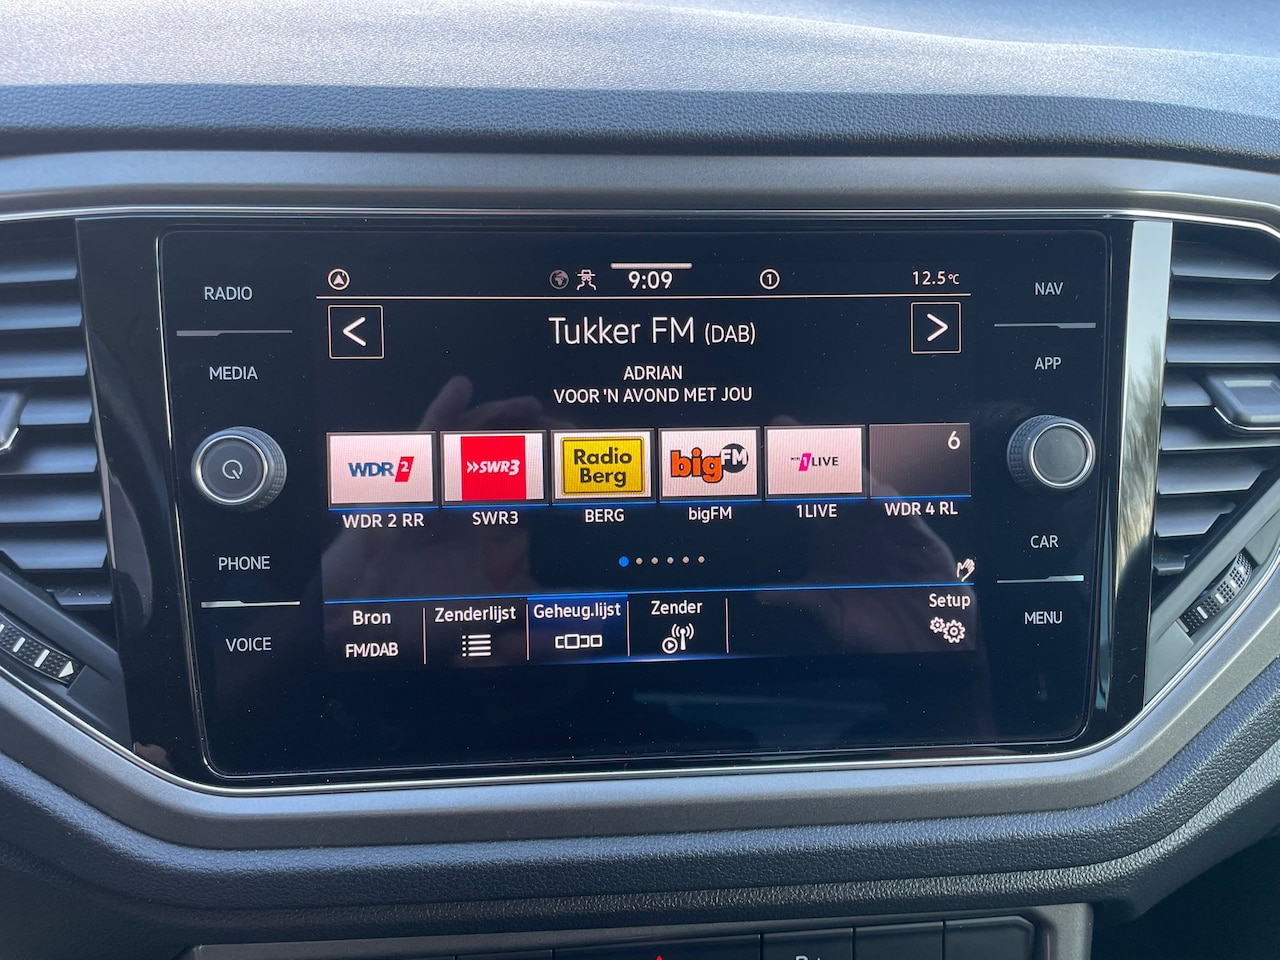 9:09
1
12.5°C
RADIO
MEDIA
PHONE
VOICE
NAV
APP
CAR
MENU
< Tukker FM (DAB) >
ADRIAN
VOOR 'N AVOND MET JOU
WDR 2
»SWR3
Radio
Berg
bigFM
1LIVE
6
WDR 2 RR
SWR3
BERG
bigFM
1LIVE
WDR 4 RL
Bron
FM/DAB
Zenderlijst
Geheug.lijst
Zender
Setup